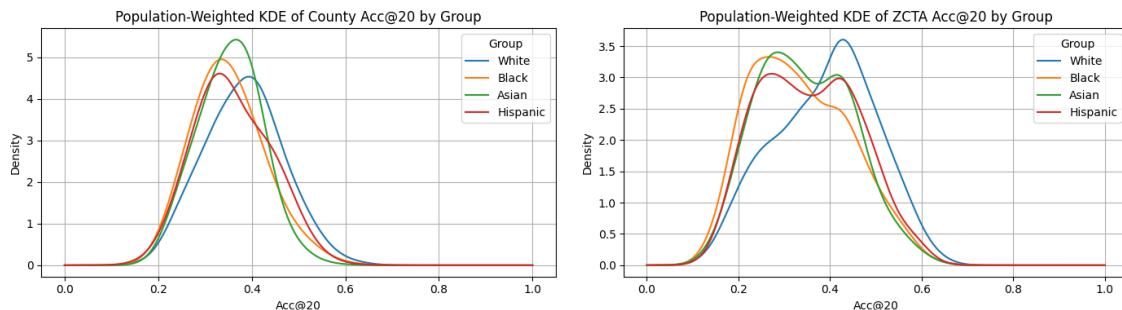 Population-Weighted KDE of County Acc@20 by Group
Density
5
4
3
2
1
0
0.0 0.2 0.4 0.6 0.8 1.0
Acc@20
Group
White
Black
Asian
Hispanic
Population-Weighted KDE of ZCTA Acc@20 by Group
Density
3.5
3.0
2.5
2.0
1.5
1.0
0.5
0.0
0.0 0.2 0.4 0.6 0.8 1.0
Acc@20
Group
White
Black
Asian
Hispanic